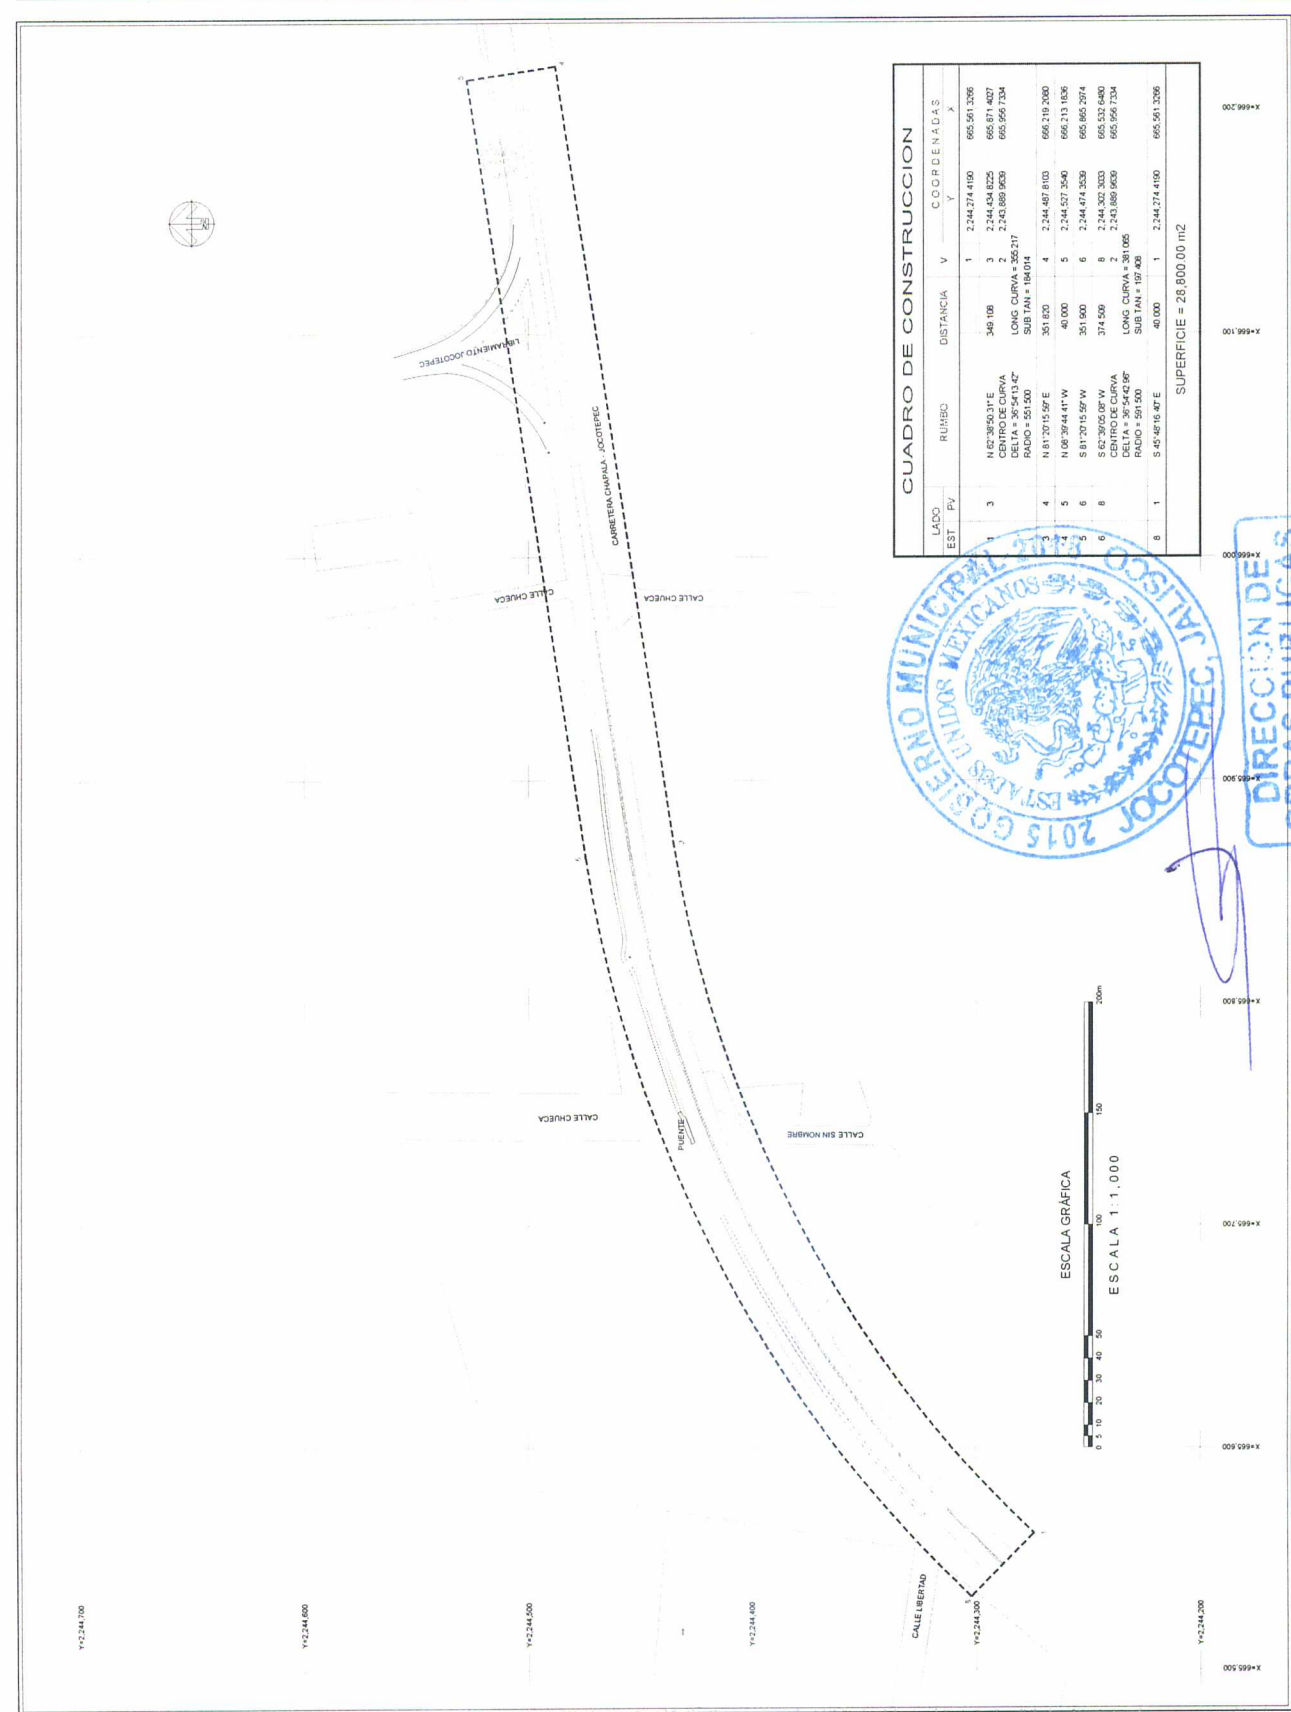 CUADRO DE CONSTRUCCION
LADO RUMBO DISTANCIA V COORDENADAS
EST PV Y X
1 2,244,274.4190 665,561.3266
1 3 N 62°38'50.31" E 349.108 3 2,244,434.8225 665,871.4027
CENTRO DE CURVA 2 2,243,889.9639 665,956.7334
DELTA = 36°54'13.42" LONG. CURVA = 355.217
RADIO = 551.500 SUB.TAN.= 184.014
3 4 N 81°20'15.59" E 351.820 4 2,244,487.8103 666,219.2080
4 5 N 08°39'44.41" W 40.000 5 2,244,527.3540 666,213.1836
5 6 S 81°20'15.59" W 351.900 6 2,244,474.3539 665,865.2974
6 8 S 62°39'05.08" W 374.509 8 2,244,302.3033 665,532.6480
CENTRO DE CURVA 2 2,243,889.9639 665,956.7334
DELTA = 36°54'42.96" LONG. CURVA = 381.065
RADIO = 591.500 SUB.TAN.= 197.408
8 1 S 45°48'16.40" E 40.000 1 2,244,274.4190 665,561.3266
SUPERFICIE = 28,800.00 m2
LIBRAMIENTO JOCOTEPEC
CARRETERA CHAPALA - JOCOTEPEC
CALLE CHUECA
CALLE CHUECA
CALLE CHUECA
PUENTE
CALLE SIN NOMBRE
CALLE LIBERTAD
ESCALA GRÁFICA
0 5 10 20 30 40 50 100 150 200m
ESCALA 1:1,000
Y=2,244,700
Y=2,244,600
Y=2,244,500
Y=2,244,400
Y=2,244,300
Y=2,244,200
X=665,500
X=665,600
X=665,700
X=665,800
X=665,900
X=666,000
X=666,100
X=666,200
2015 GOBIERNO MUNICIPAL 2018
JOCOTEPEC, JALISCO
ESTADOS UNIDOS MEXICANOS
DIRECCION DE
OBRAS PUBLICAS